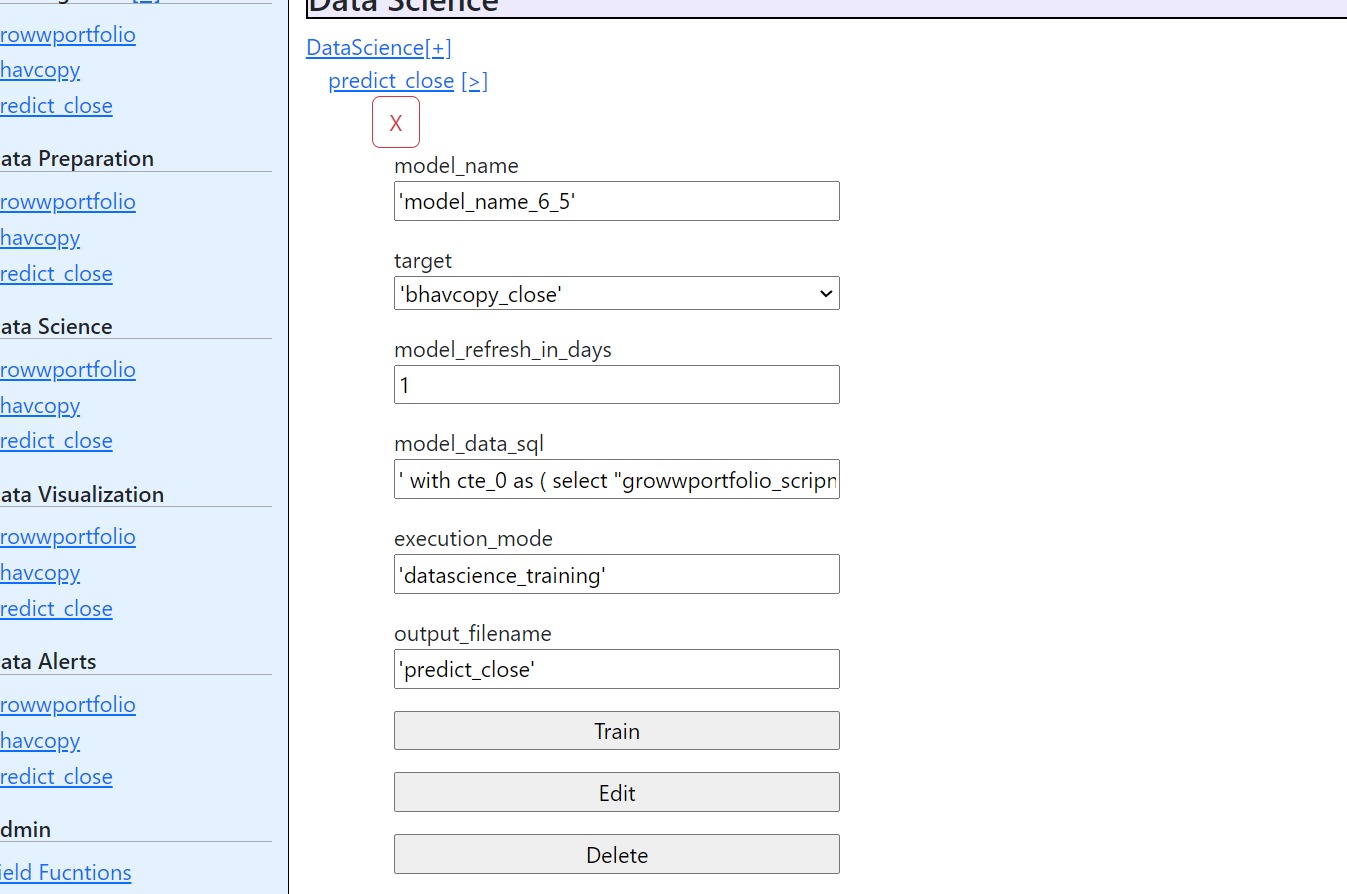 rowwportfolio
havcopy
redict_close
ata Preparation
rowwportfolio
havcopy
redict_close
ata Science
rowwportfolio
havcopy
redict_close
ata Visualization
rowwportfolio
havcopy
redict_close
ata Alerts
rowwportfolio
havcopy
redict_close
dmin
ield Fucntions
Data Science
DataScience[+]
predict_close [>]
X
model_name
'model_name_6_5'
target
'bhavcopy_close'
model_refresh_in_days
1
model_data_sql
' with cte_0 as ( select "growwportfolio_scripn
execution_mode
'datascience_training'
output_filename
'predict_close'
Train
Edit
Delete